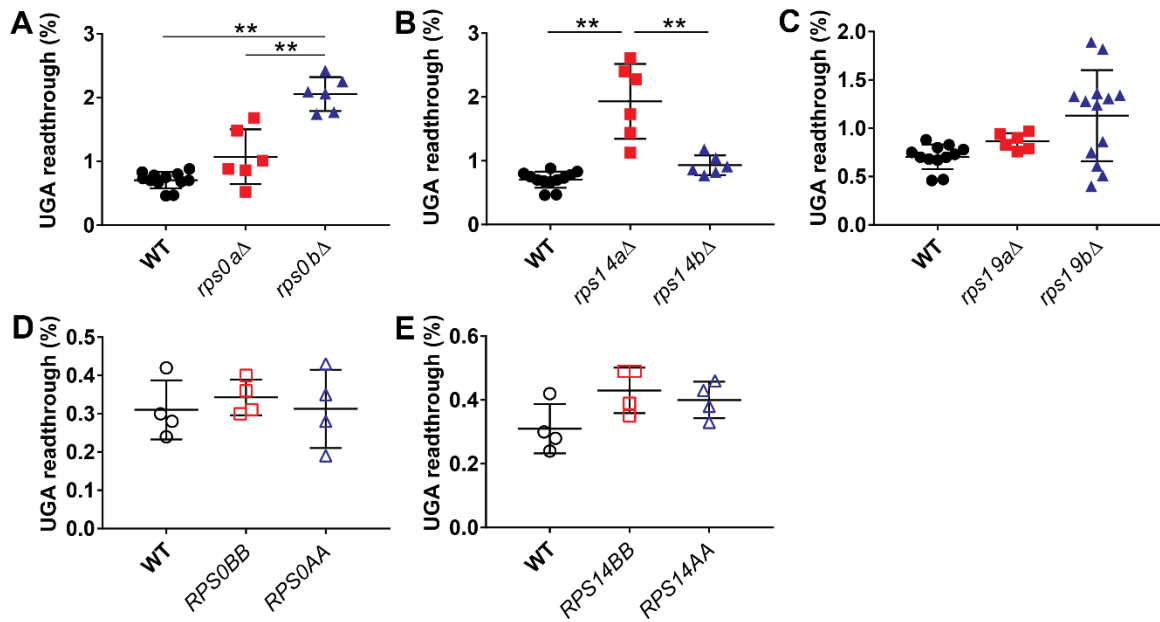 A
UGA readthrough (%)
3
2
1
0
**
**
WT
rps0aΔ
rps0bΔ
B
UGA readthrough (%)
3
2
1
0
** **
WT
rps14aΔ
rps14bΔ
C
UGA readthrough (%)
2.0
1.5
1.0
0.5
0.0
WT
rps19aΔ
rps19bΔ
D
UGA readthrough (%)
0.5
0.4
0.3
0.2
0.1
0.0
WT
RPS0BB
RPS0AA
E
UGA readthrough (%)
0.6
0.4
0.2
0.0
WT
RPS14BB
RPS14AA